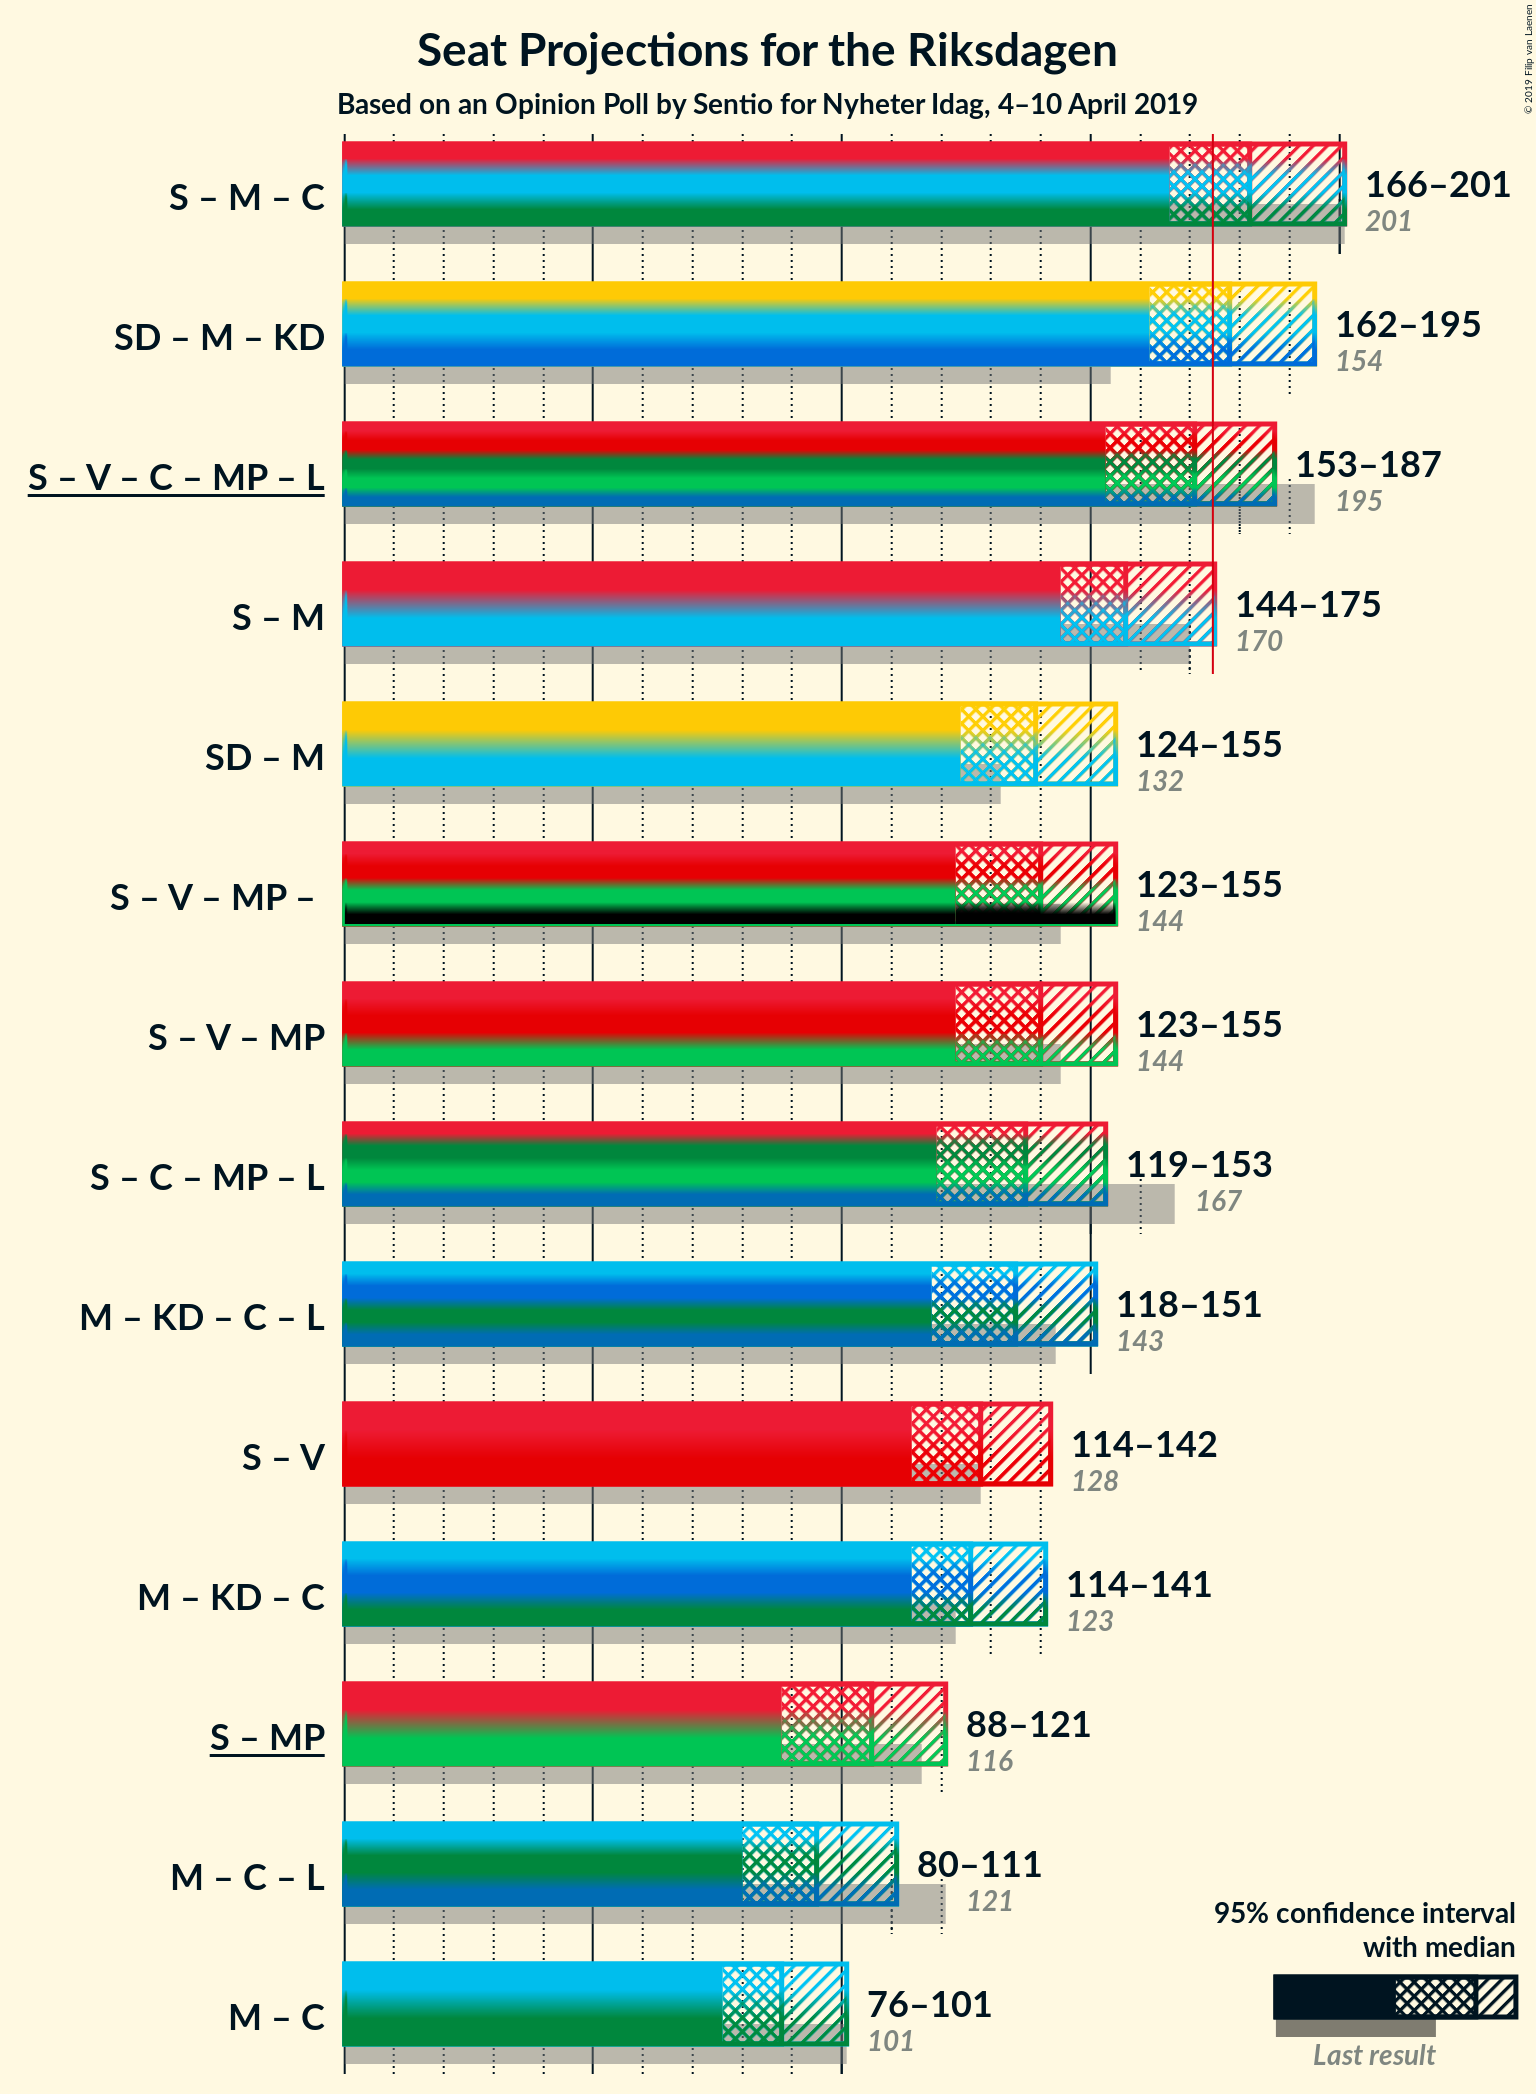 Seat Projections for the Riksdagen
Based on an Opinion Poll by Sentio for Nyheter Idag, 4–10 April 2019
© 2019 Filip van Laenen
S – M – C
166–201
201
SD – M – KD
162–195
154
S – V – C – MP – L
153–187
195
S – M
144–175
170
SD – M
124–155
132
S – V – MP –
123–155
144
S – V – MP
123–155
144
S – C – MP – L
119–153
167
M – KD – C – L
118–151
143
S – V
114–142
128
M – KD – C
114–141
123
S – MP
88–121
116
M – C – L
80–111
121
M – C
76–101
101
95% confidence interval
with median
Last result